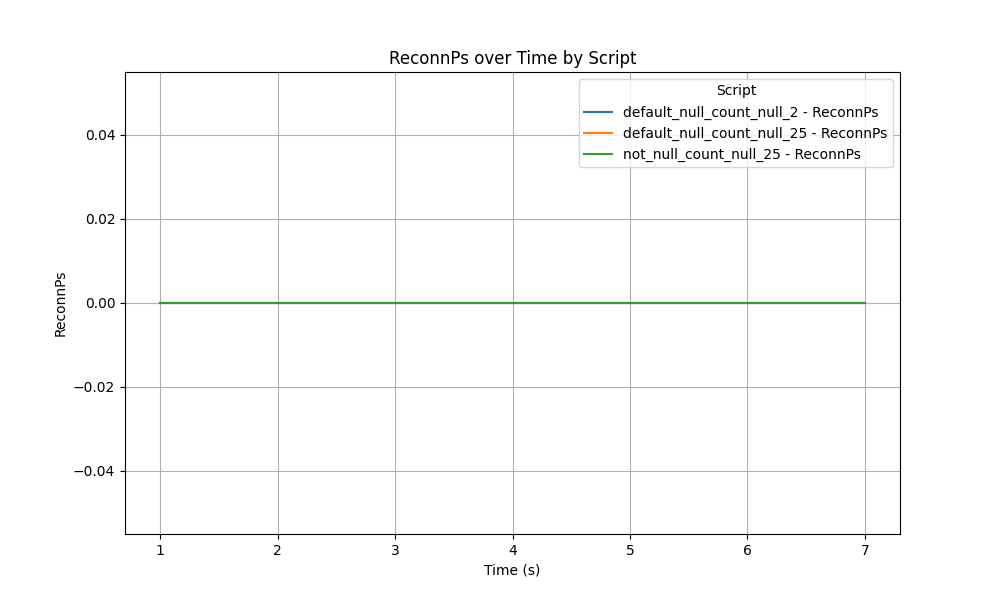 ReconnPs over Time by Script
Script
default_null_count_null_2 - ReconnPs
default_null_count_null_25 - ReconnPs
not_null_count_null_25 - ReconnPs
ReconnPs
0.04
0.02
0.00
−0.02
−0.04
1 2 3 4 5 6 7
Time (s)